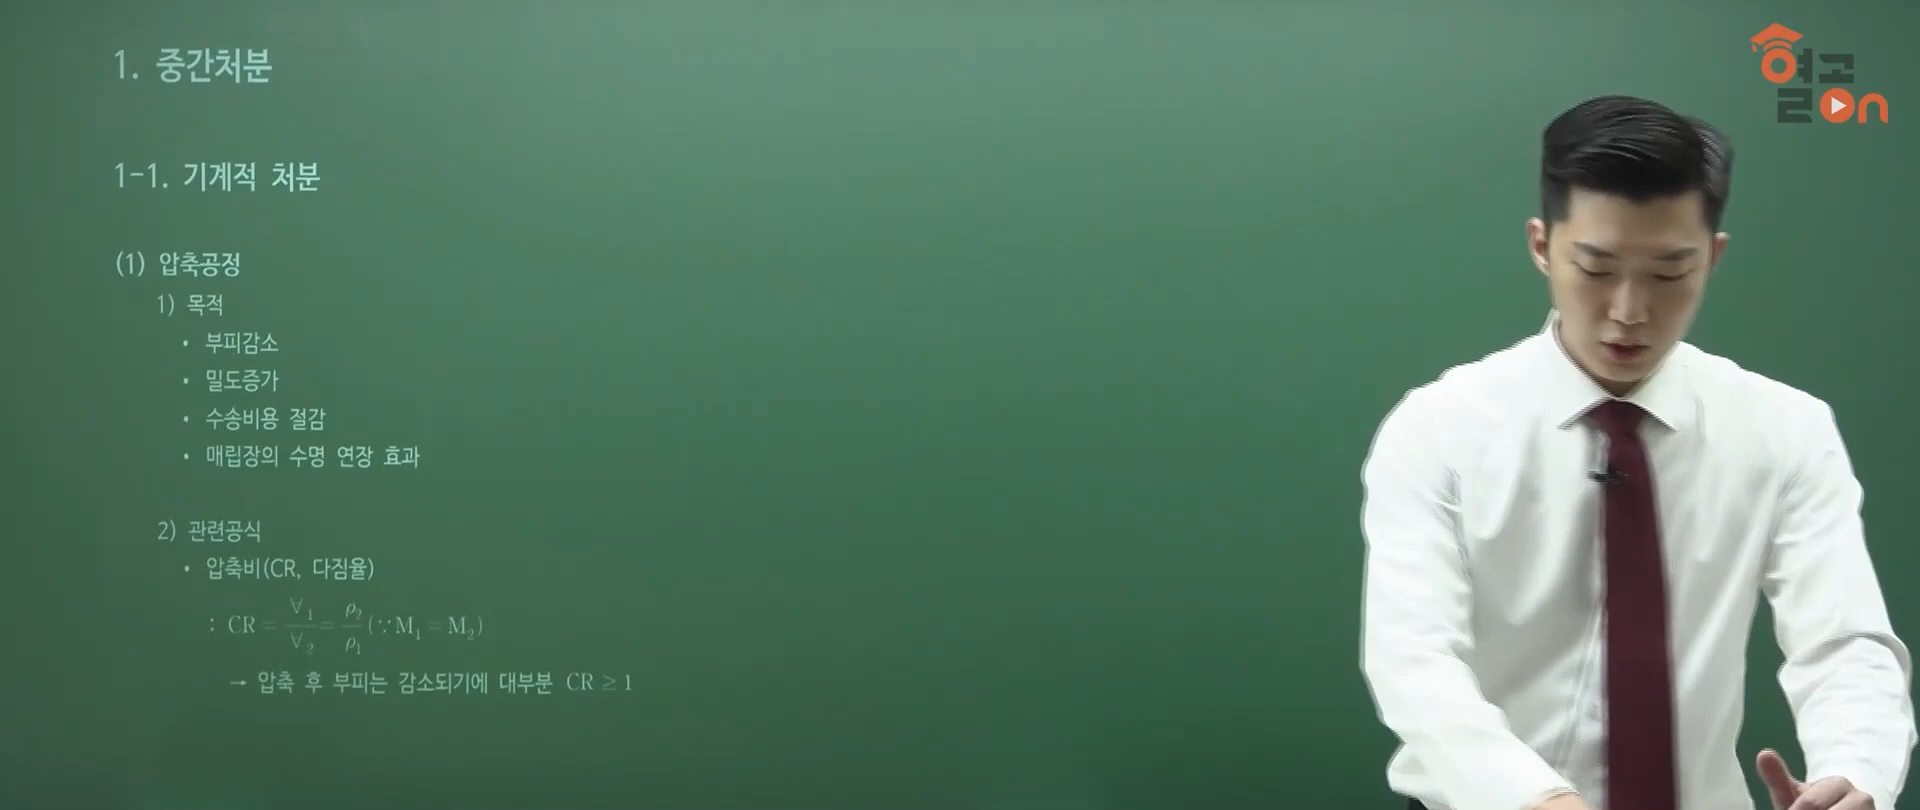 1. 중간처분
열공on
1-1. 기계적 처분
(1) 압축공정
1) 목적
• 부피감소
• 밀도증가
• 수송비용 절감
• 매립장의 수명 연장 효과
2) 관련공식
• 압축비(CR, 다짐율)
: CR = ∀₁/∀₂ = ρ₂/ρ₁ (∵M₁ = M₂)
→ 압축 후 부피는 감소되기에 대부분 CR ≥ 1